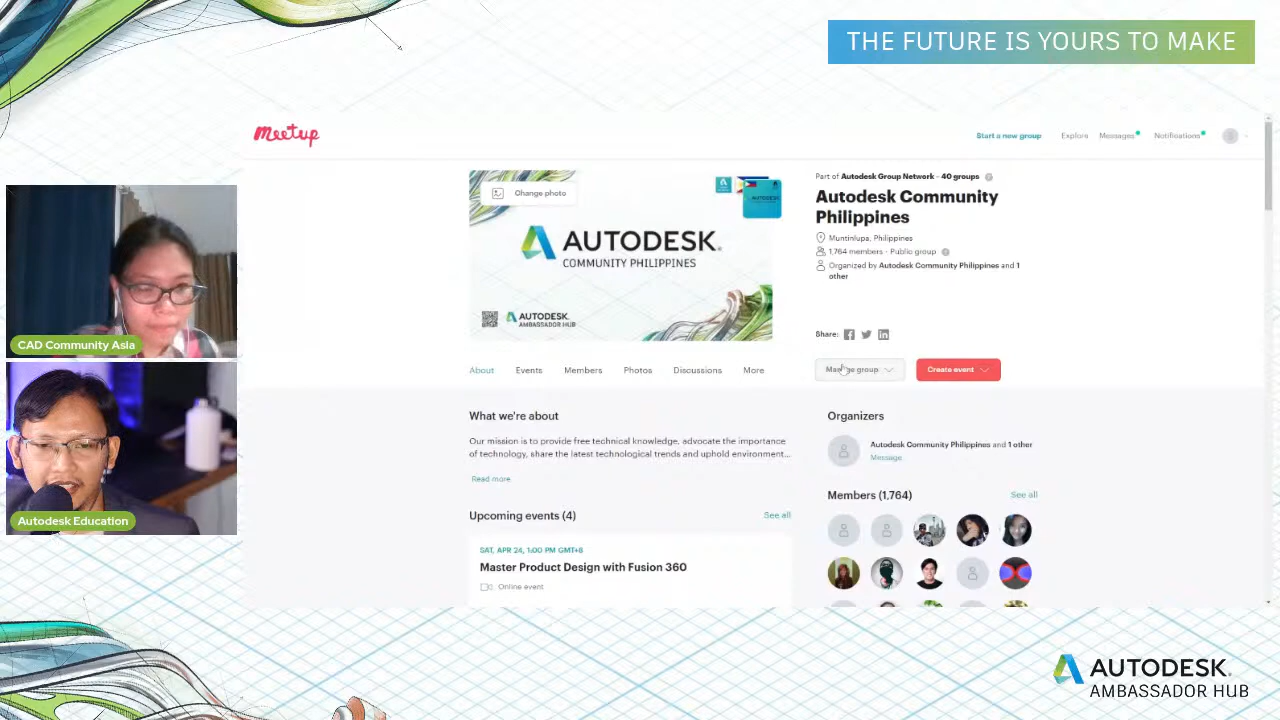 THE FUTURE IS YOURS TO MAKE
Meetup
Start a new group
Explore
Messages
Notifications
Change photo
AUTODESK
COMMUNITY PHILIPPINES
AUTODESK
AMBASSADOR HUB
Part of Autodesk Group Network - 40 groups
Autodesk Community
Philippines
Muntinlupa, Philippines
1,764 members · Public group
Organized by Autodesk Community Philippines and 1
other
Share:
CAD Community Asia
About
Events
Members
Photos
Discussions
More
Create event
What we're about
Our mission is to provide free technical knowledge, advocate the importance
of technology, share the latest technological trends and uphold environment...
Read more
Organizers
Autodesk Community Philippines and 1 other
Message
Members (1,764)
See all
Upcoming events (4)
See all
SAT, APR 24, 1:00 PM GMT+8
Master Product Design with Fusion 360
Online event
Autodesk Education
AUTODESK
AMBASSADOR HUB